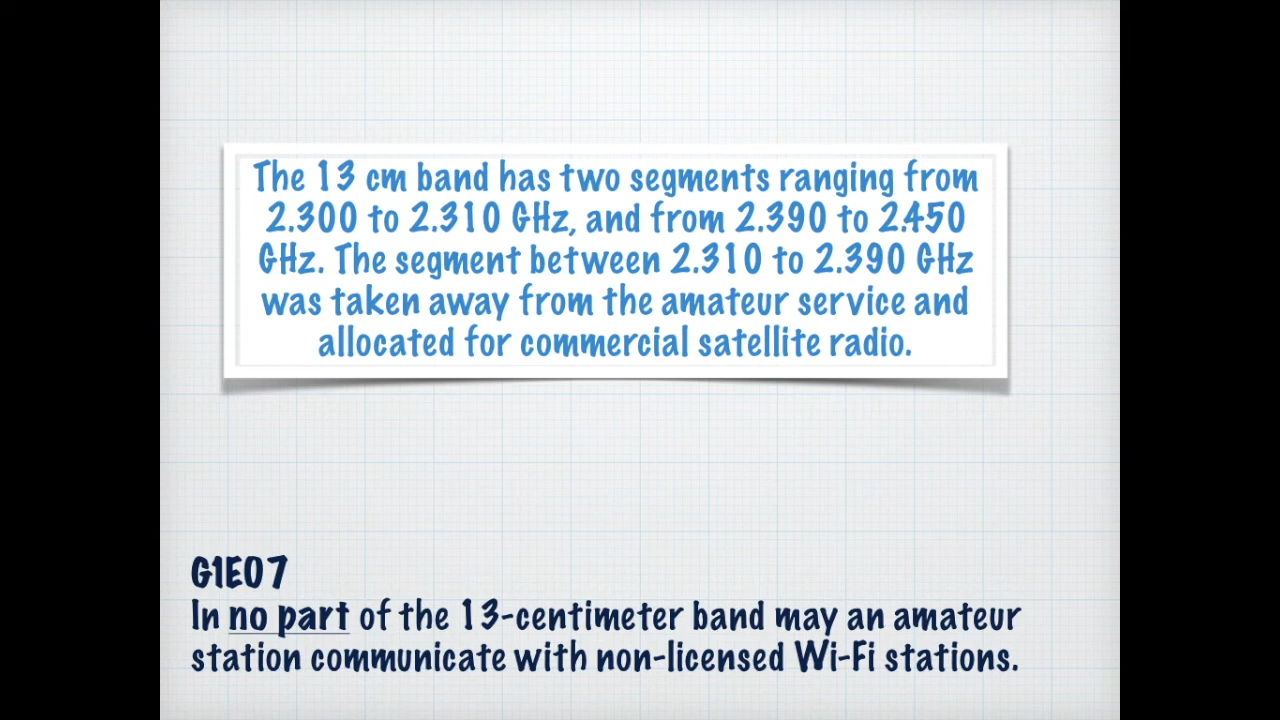 The 13 cm band has two segments ranging from
2.300 to 2.310 GHz, and from 2.390 to 2.450
GHz. The segment between 2.310 to 2.390 GHz
was taken away from the amateur service and
allocated for commercial satellite radio.
G1E07
In no part of the 13-centimeter band may an amateur
station communicate with non-licensed Wi-Fi stations.